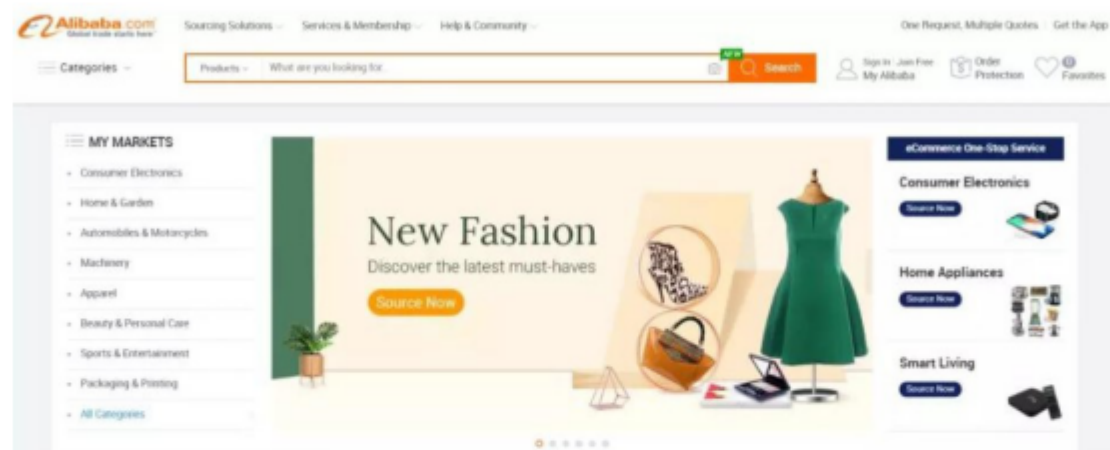 Alibaba.com
Global trade starts here
Sourcing Solutions
Services & Membership
Help & Community
One Request, Multiple Quotes
Get the App
Categories
Products
What are you looking for
NEW
Search
Sign In Join Free
My Alibaba
Order
Protection
0
Favorites
MY MARKETS
Consumer Electronics
Home & Garden
Automobiles & Motorcycles
Machinery
Apparel
Beauty & Personal Care
Sports & Entertainment
Packaging & Printing
All Categories
New Fashion
Discover the latest must-haves
Source Now
eCommerce One-Stop Service
Consumer Electronics
Source Now
Home Appliances
Source Now
Smart Living
Source Now